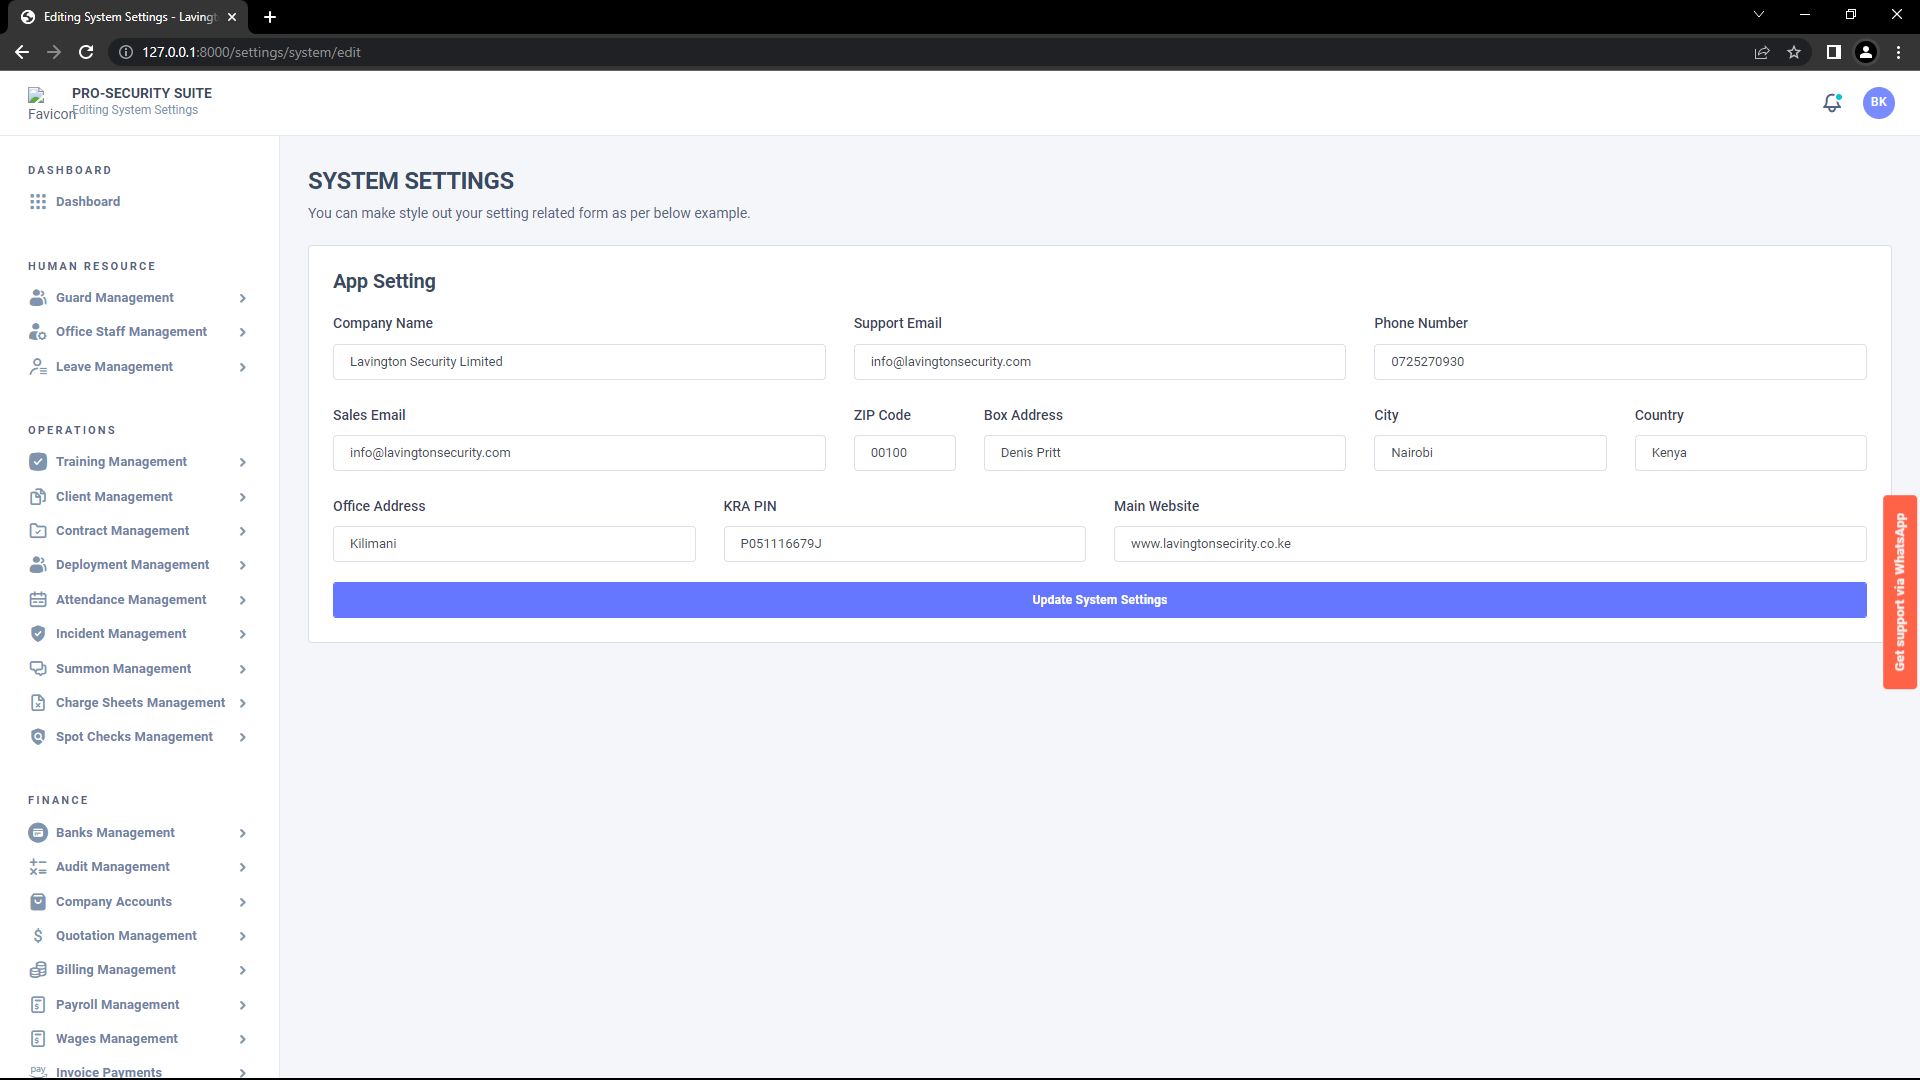 Editing System Settings - Laving
127.0.0.1:8000/settings/system/edit
Favicon
PRO-SECURITY SUITE
Editing System Settings
BK
DASHBOARD
Dashboard
HUMAN RESOURCE
Guard Management
Office Staff Management
Leave Management
OPERATIONS
Training Management
Client Management
Contract Management
Deployment Management
Attendance Management
Incident Management
Summon Management
Charge Sheets Management
Spot Checks Management
FINANCE
Banks Management
Audit Management
Company Accounts
Quotation Management
Billing Management
Payroll Management
Wages Management
pay Invoice Payments
SYSTEM SETTINGS
You can make style out your setting related form as per below example.
App Setting
Company Name Support Email Phone Number
Lavington Security Limited info@lavingtonsecurity.com 0725270930
Sales Email ZIP Code Box Address City Country
info@lavingtonsecurity.com 00100 Denis Pritt Nairobi Kenya
Office Address KRA PIN Main Website
Kilimani P051116679J www.lavingtonsecirity.co.ke
Update System Settings
Get support via WhatsApp